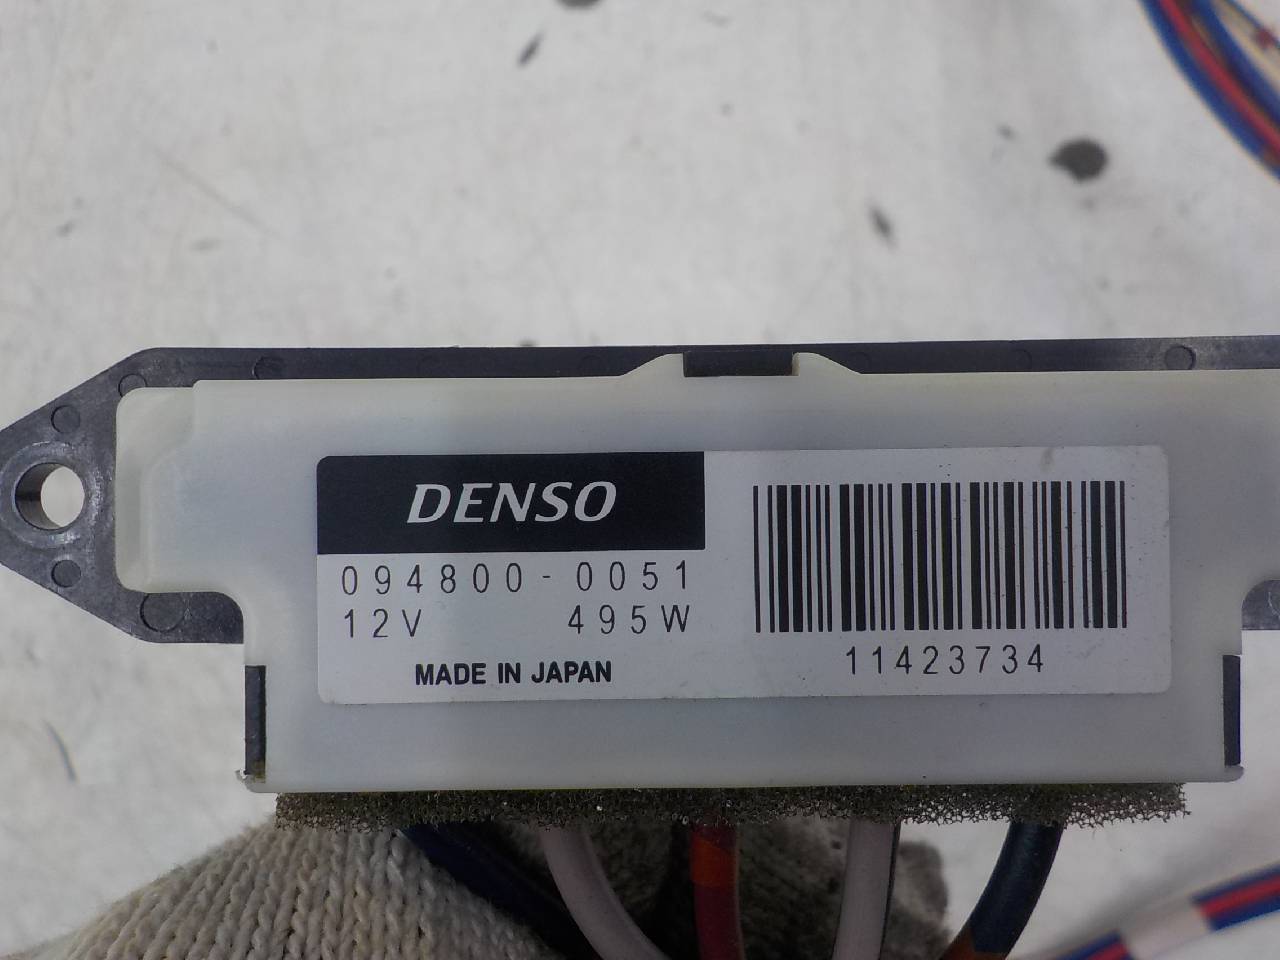 DENSO
094800-0051
12V 495W
MADE IN JAPAN
11423734